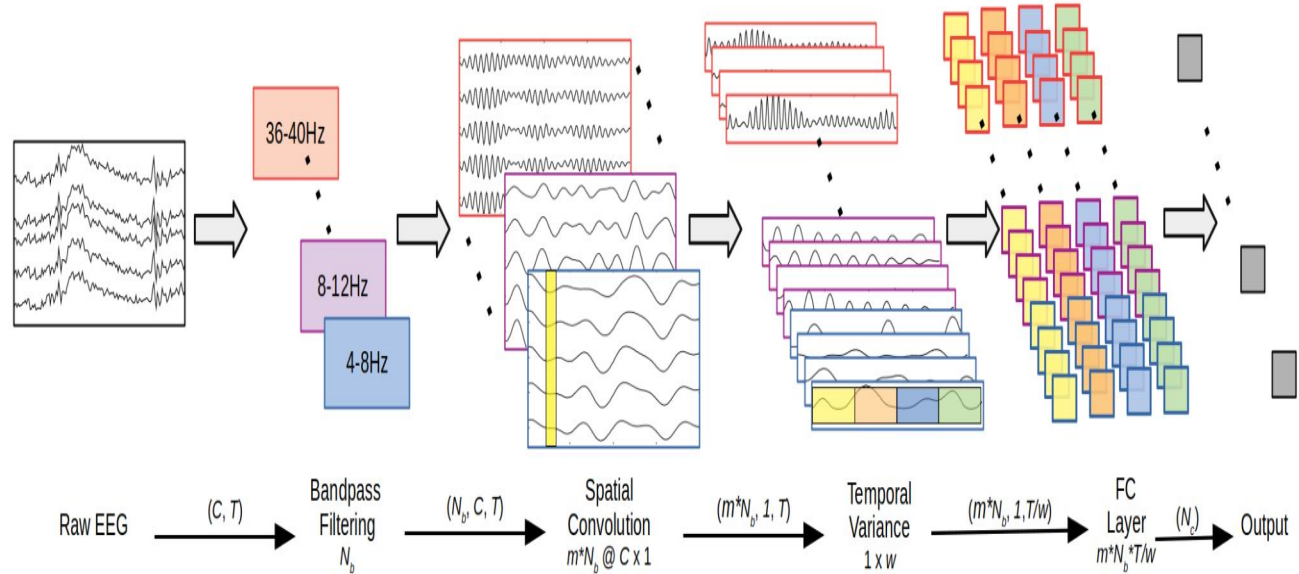 36-40Hz
8-12Hz
4-8Hz
Raw EEG
(C, T)
Bandpass
Filtering
N_b
(N_b, C, T)
Spatial
Convolution
m*N_b @ C x 1
(m*N_b, 1, T)
Temporal
Variance
1 x w
(m*N_b, 1,T/w)
FC
Layer
m*N_b*T/w
(N_c)
Output